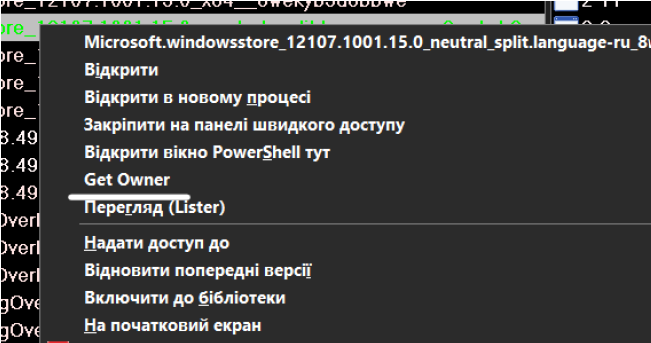 Microsoft.windowsstore_12107.1001.15.0_neutral_split.language-ru_8w
Відкрити
Відкрити в новому процесі
Закріпити на панелі швидкого доступу
Відкрити вікно PowerShell тут
Get Owner
Перегляд (Lister)
Надати доступ до
Відновити попередні версії
Включити до бібліотеки
На початковий екран
ore_
ore_
ore_
ore_
8.49
8.49
8.49
Overl
Overl
Overl
gOve
gOve